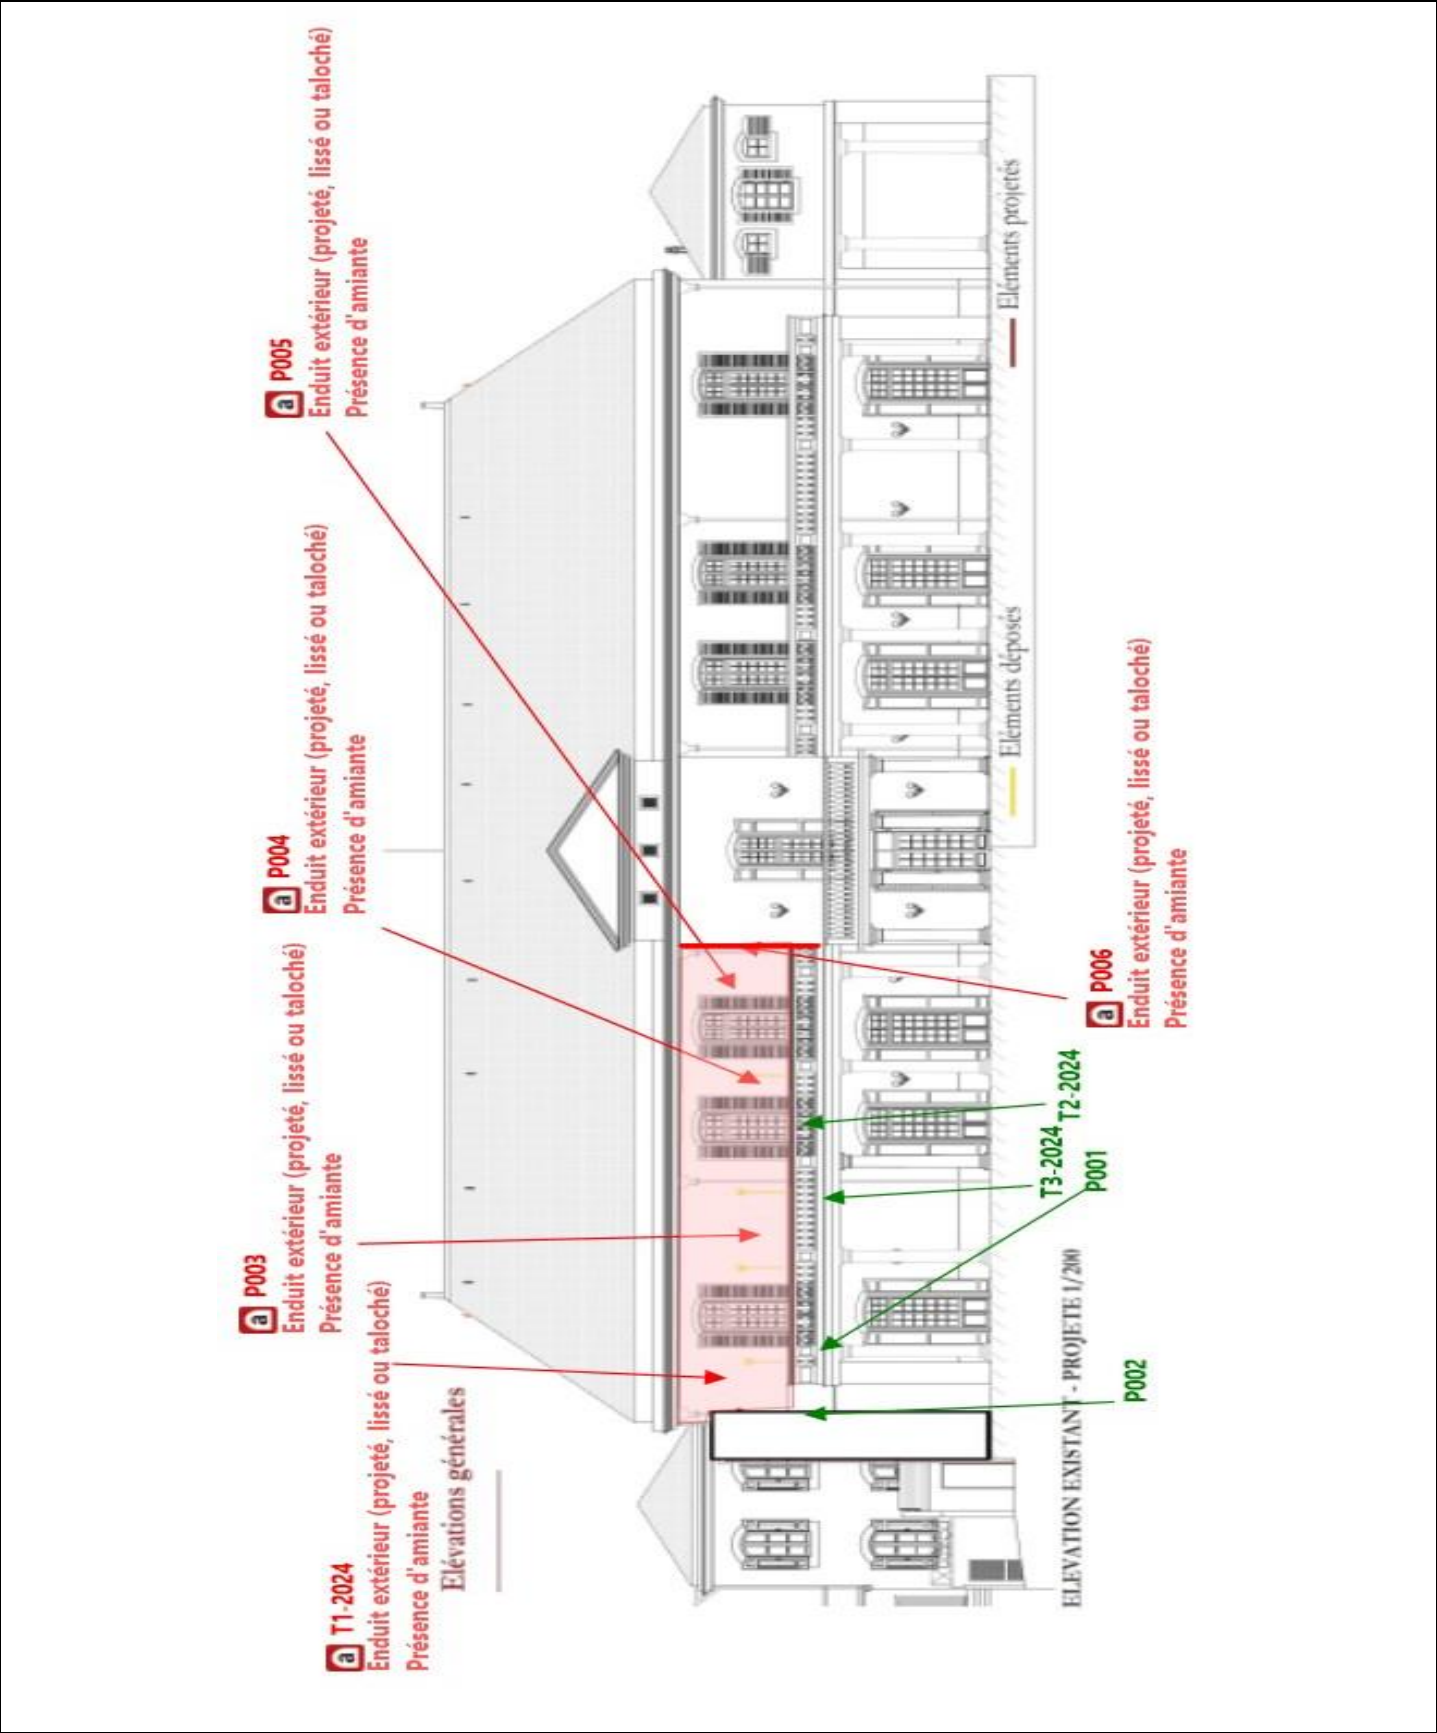 a P005
Enduit extérieur (projeté, lissé ou taloché)
Présence d'amiante
a P004
Enduit extérieur (projeté, lissé ou taloché)
Présence d'amiante
a P003
Enduit extérieur (projeté, lissé ou taloché)
Présence d'amiante
a T1-2024
Enduit extérieur (projeté, lissé ou taloché)
Présence d'amiante
Elévations générales
Eléments déposés
Eléments projetés
T3-2024
T2-2024
ELEVATION EXISTANT - PROJETE 1/200
P001
a P006
Enduit extérieur (projeté, lissé ou taloché)
Présence d'amiante
P002